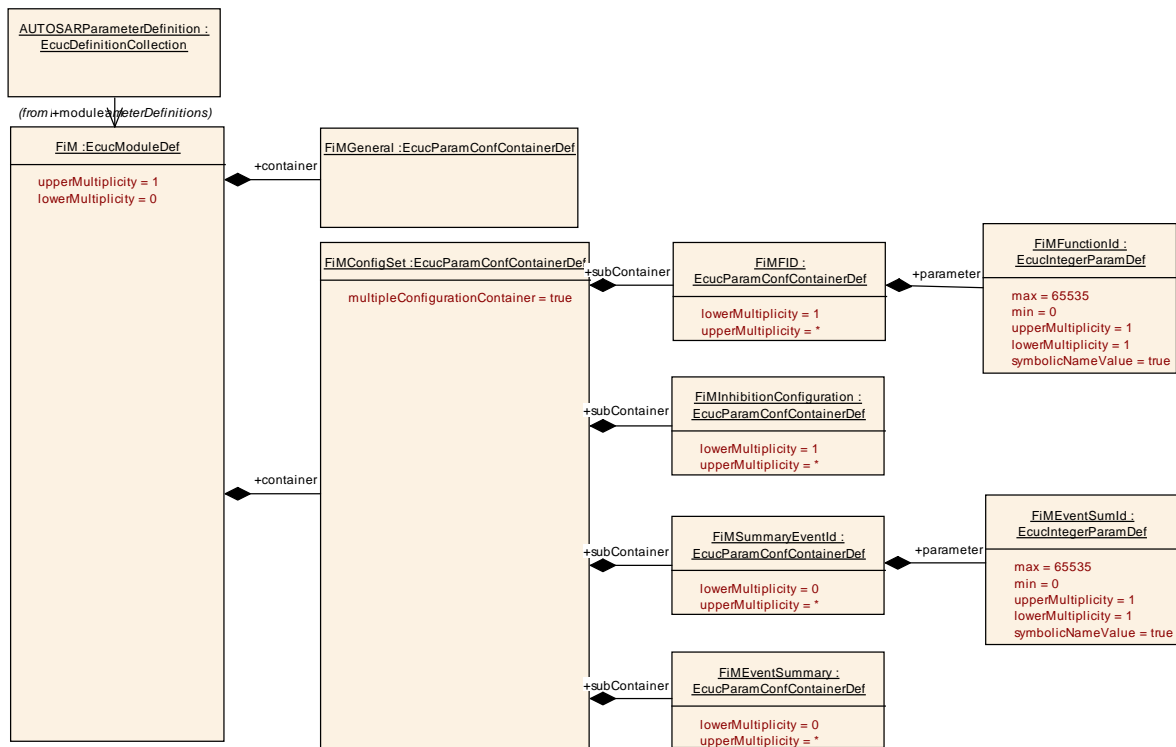 AUTOSARParameterDefinition :
EcucDefinitionCollection
+module
FiM :EcucModuleDef
upperMultiplicity = 1
lowerMultiplicity = 0
+container
FiMGeneral :EcucParamConfContainerDef
+container
FiMConfigSet :EcucParamConfContainerDef
multipleConfigurationContainer = true
+subContainer
FiMFID :
EcucParamConfContainerDef
lowerMultiplicity = 1
upperMultiplicity = *
+parameter
FiMFunctionId :
EcucIntegerParamDef
max = 65535
min = 0
upperMultiplicity = 1
lowerMultiplicity = 1
symbolicNameValue = true
+subContainer
FiMInhibitionConfiguration :
EcucParamConfContainerDef
lowerMultiplicity = 1
upperMultiplicity = *
+subContainer
FiMSummaryEventId :
EcucParamConfContainerDef
lowerMultiplicity = 0
upperMultiplicity = *
+parameter
FiMEventSumId :
EcucIntegerParamDef
max = 65535
min = 0
upperMultiplicity = 1
lowerMultiplicity = 1
symbolicNameValue = true
+subContainer
FiMEventSummary :
EcucParamConfContainerDef
lowerMultiplicity = 0
upperMultiplicity = *